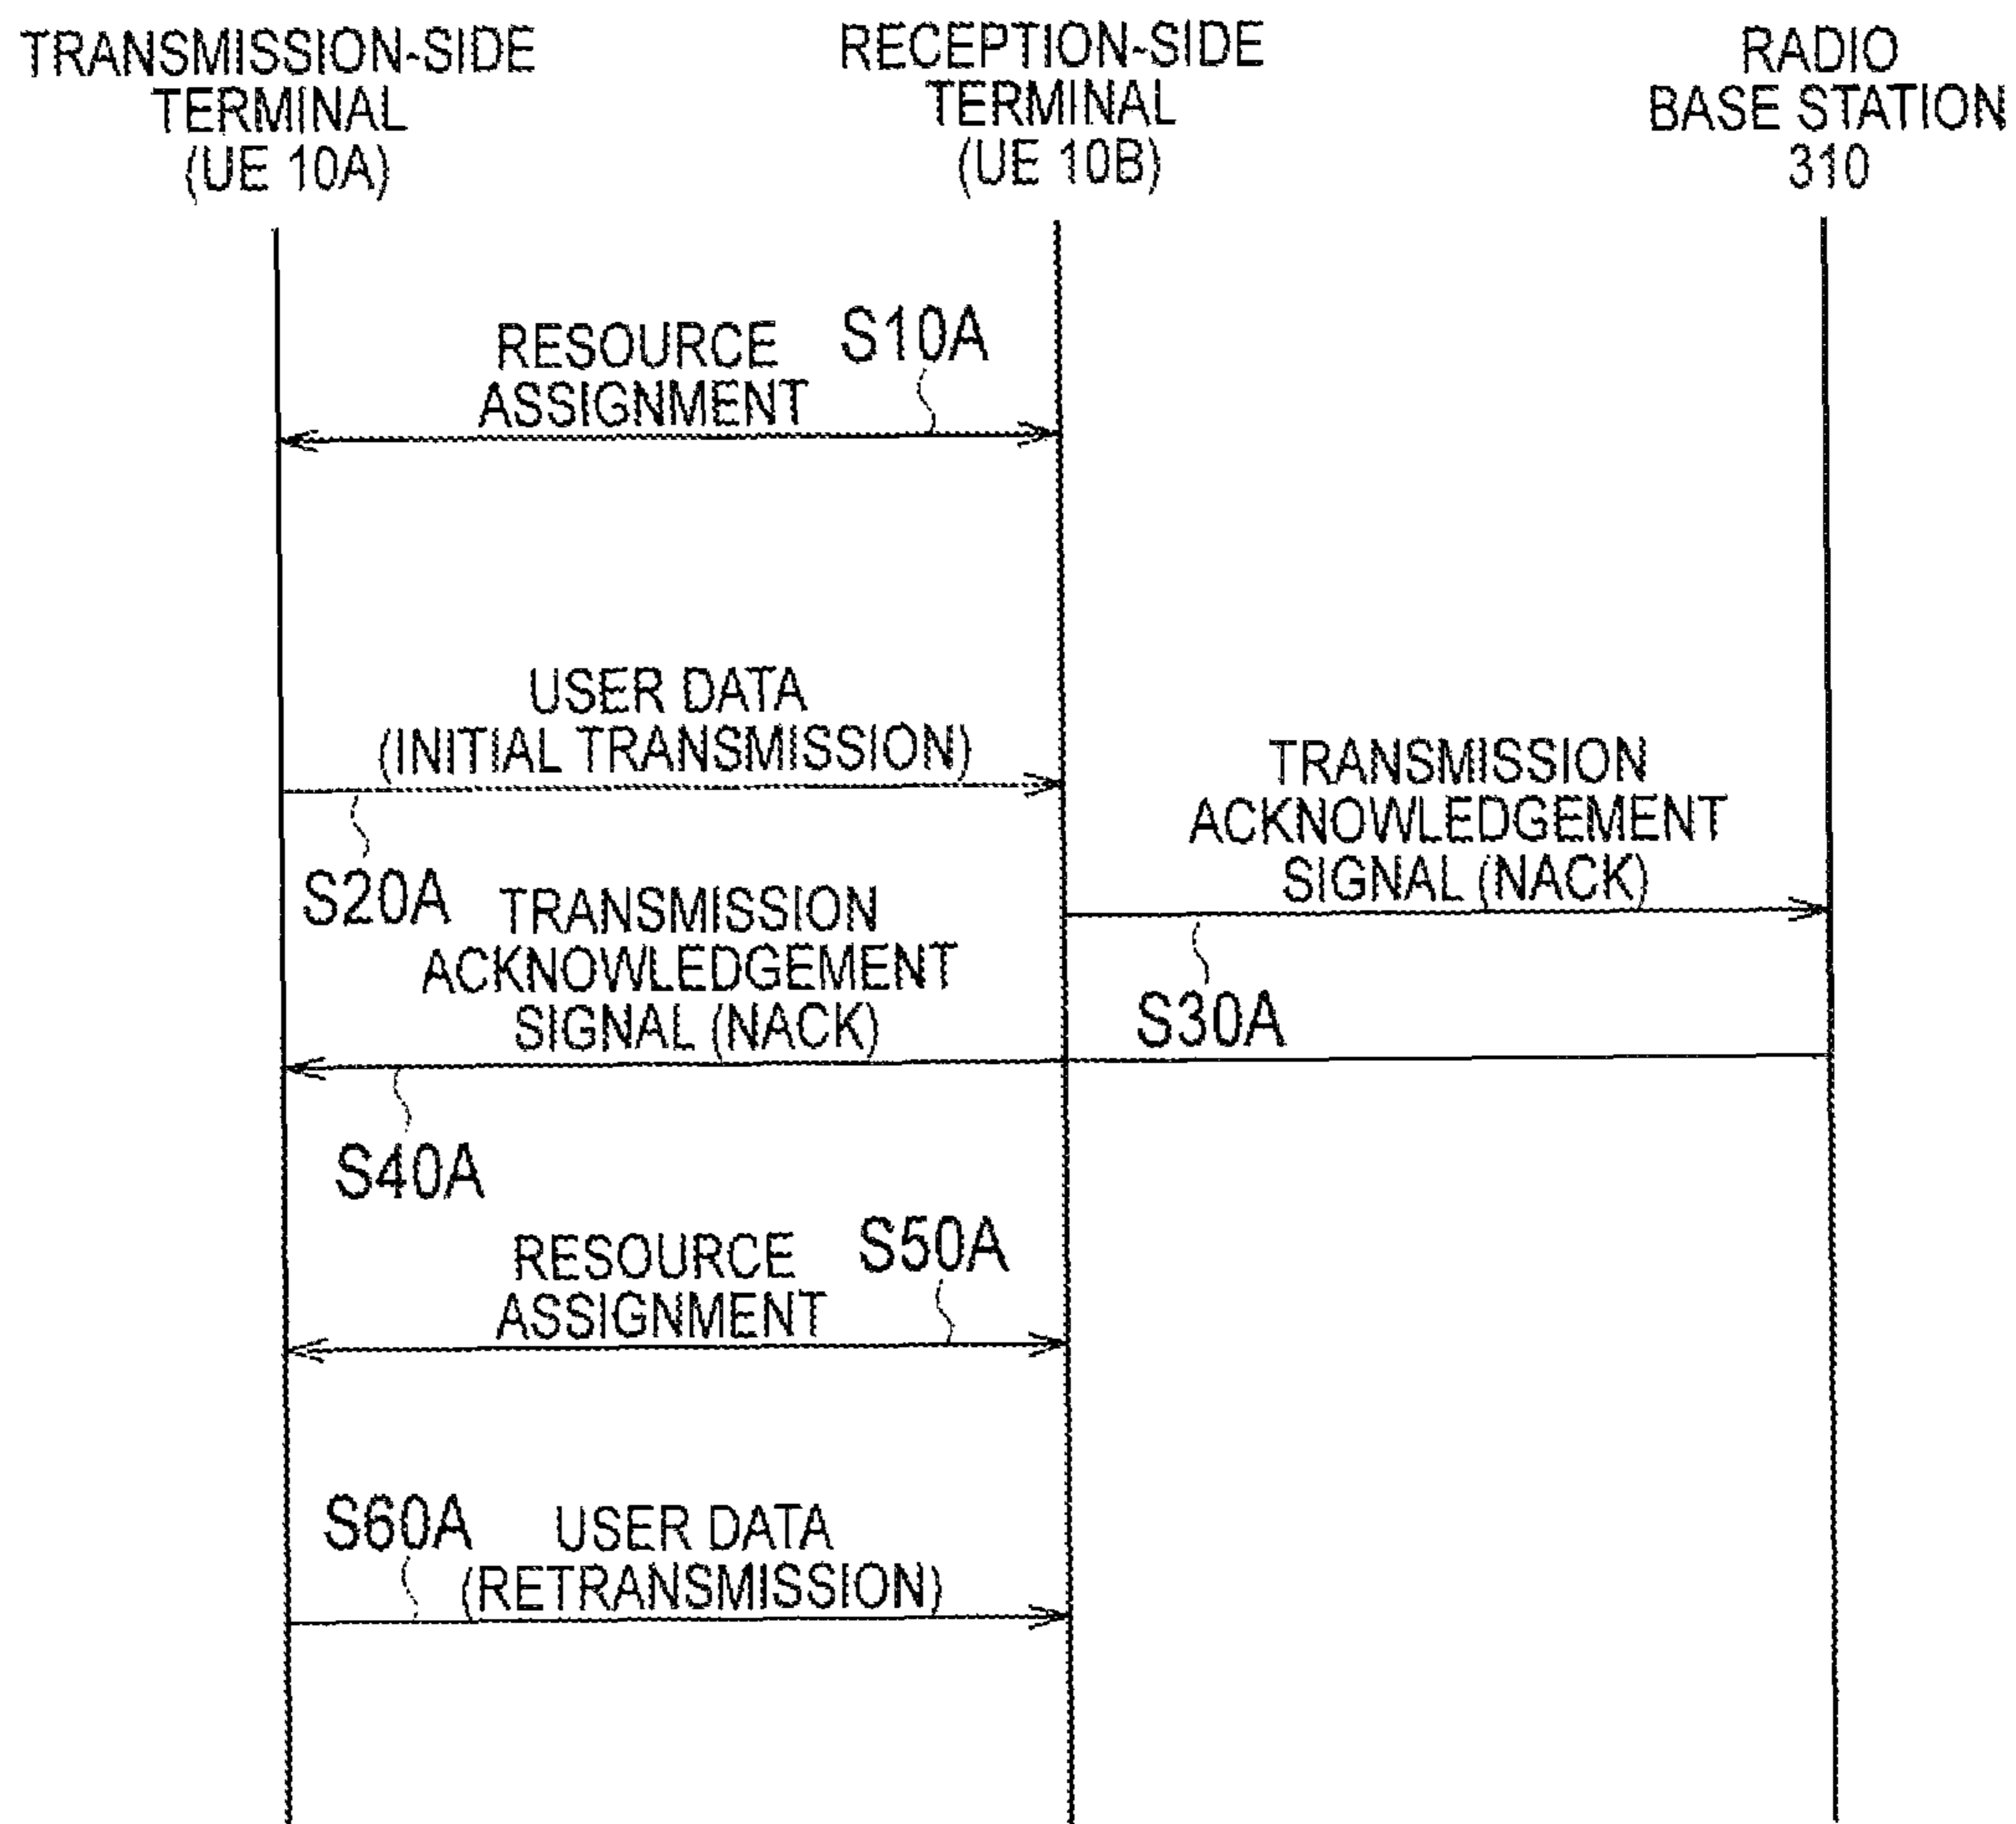 TRANSMISSION-SIDE
TERMINAL
(UE 10A)
RECEPTION-SIDE
TERMINAL
(UE 10B)
RADIO
BASE STATION
310
RESOURCE
ASSIGNMENT
S10A
USER DATA
(INITIAL TRANSMISSION)
S20A
TRANSMISSION
ACKNOWLEDGEMENT
SIGNAL (NACK)
S30A
TRANSMISSION
ACKNOWLEDGEMENT
SIGNAL (NACK)
S40A
RESOURCE
ASSIGNMENT
S50A
S60A
USER DATA
(RETRANSMISSION)